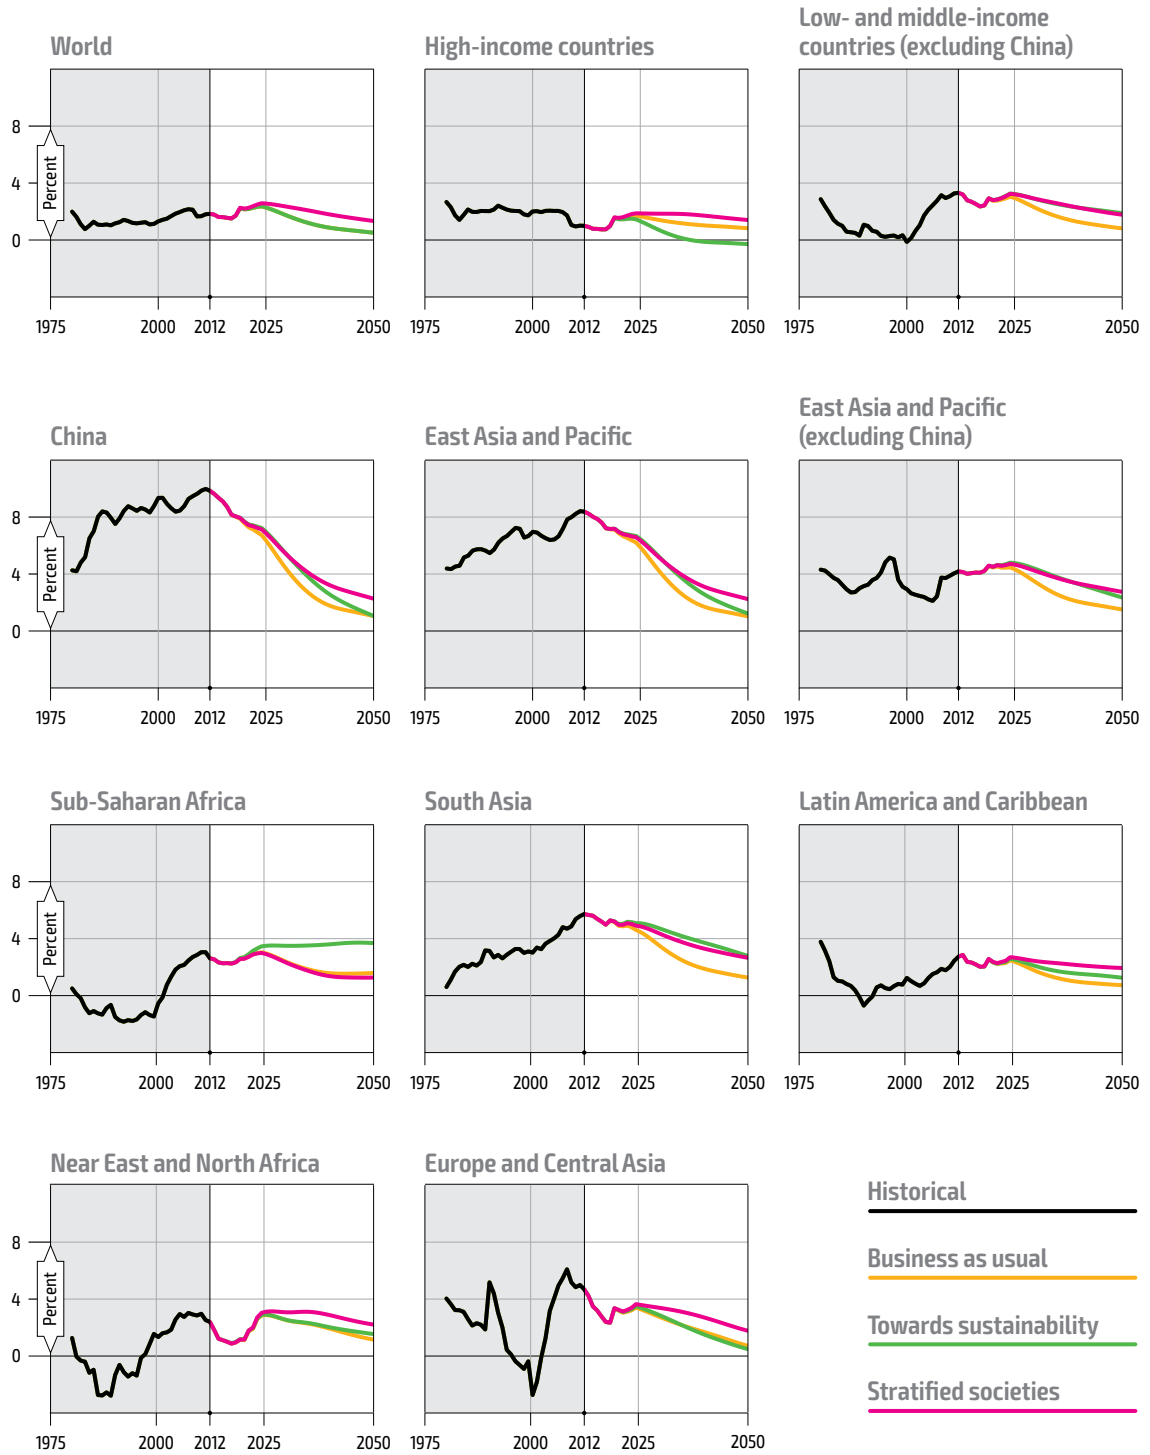 World
High-income countries
Low- and middle-income
countries (excluding China)
8
4
0
Percent
1975 2000 2012 2025 2050
1975 2000 2012 2025 2050
1975 2000 2012 2025 2050
China
East Asia and Pacific
East Asia and Pacific
(excluding China)
8
4
0
Percent
1975 2000 2012 2025 2050
1975 2000 2012 2025 2050
1975 2000 2012 2025 2050
Sub-Saharan Africa
South Asia
Latin America and Caribbean
8
4
0
Percent
1975 2000 2012 2025 2050
1975 2000 2012 2025 2050
1975 2000 2012 2025 2050
Near East and North Africa
Europe and Central Asia
8
4
0
Percent
1975 2000 2012 2025 2050
1975 2000 2012 2025 2050
Historical
Business as usual
Towards sustainability
Stratified societies